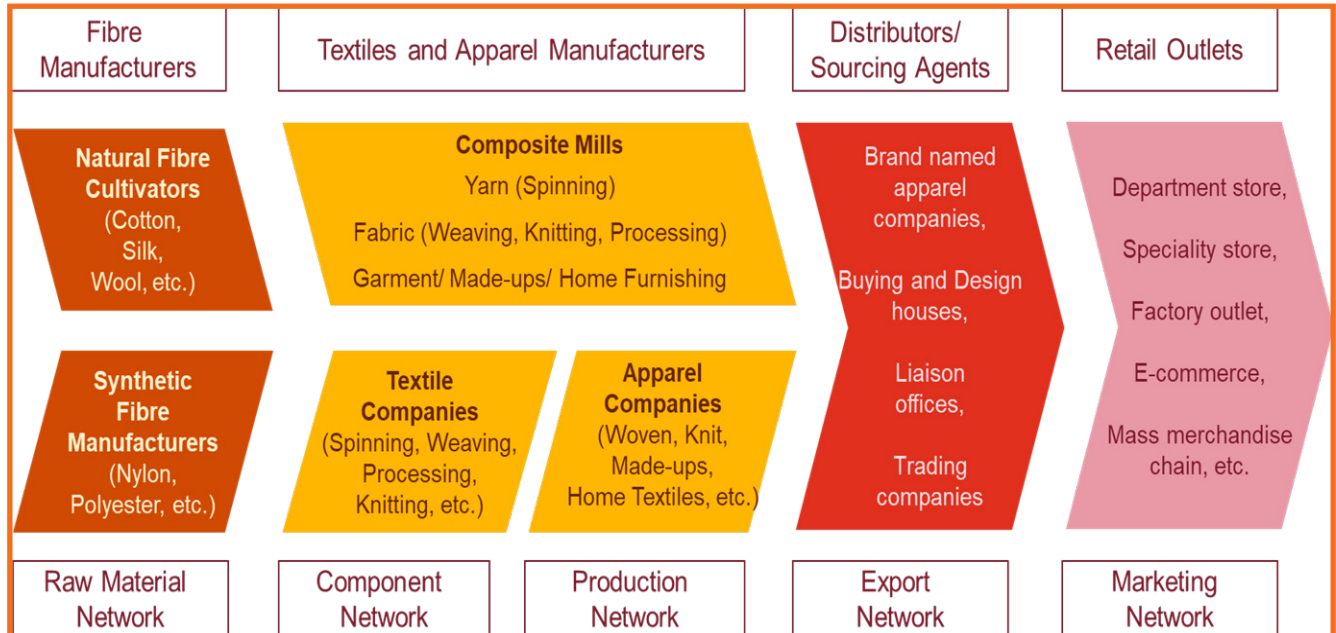 Fibre
Manufacturers
Textiles and Apparel Manufacturers
Distributors/
Sourcing Agents
Retail Outlets
Natural Fibre
Cultivators
(Cotton,
Silk,
Wool, etc.)
Composite Mills
Yarn (Spinning)
Fabric (Weaving, Knitting, Processing)
Garment/ Made-ups/ Home Furnishing
Synthetic
Fibre
Manufacturers
(Nylon,
Polyester, etc.)
Textile
Companies
(Spinning, Weaving,
Processing,
Knitting, etc.)
Apparel
Companies
(Woven, Knit,
Made-ups,
Home Textiles, etc.)
Brand named
apparel
companies,
Buying and Design
houses,
Liaison
offices,
Trading
companies
Department store,
Speciality store,
Factory outlet,
E-commerce,
Mass merchandise
chain, etc.
Raw Material
Network
Component
Network
Production
Network
Export
Network
Marketing
Network